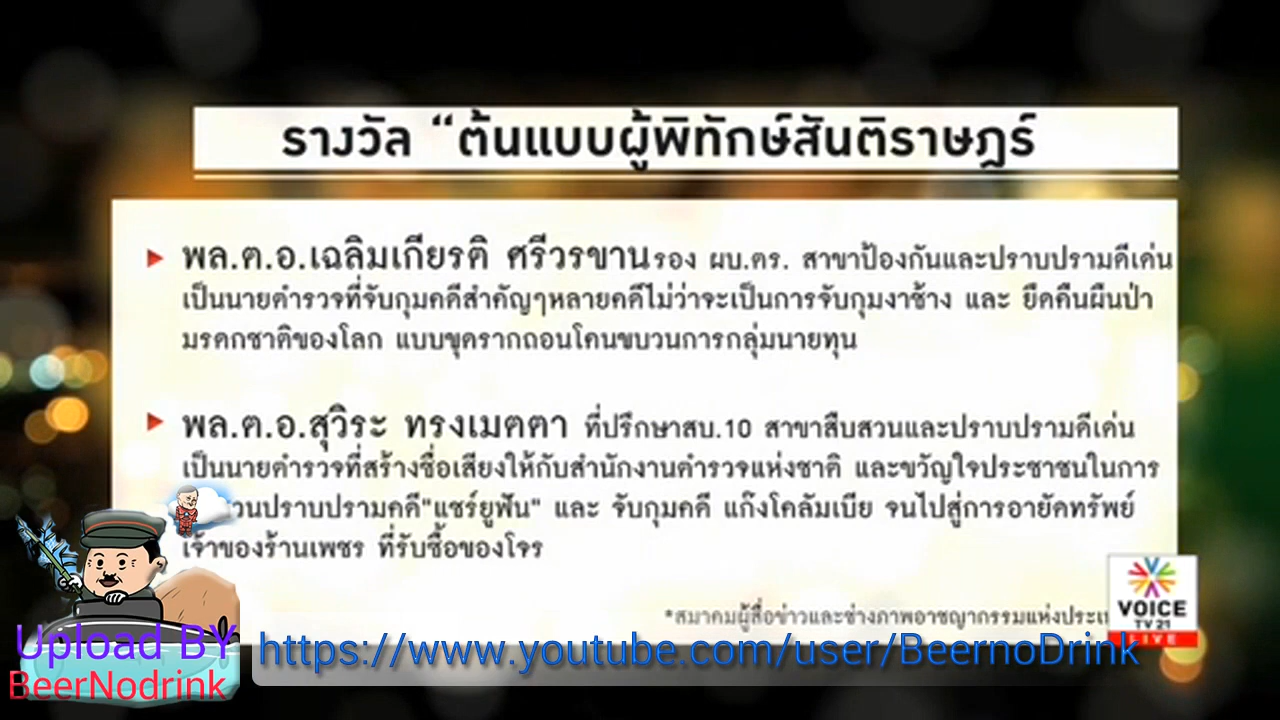 รางวัล “ต้นแบบผู้พิทักษ์สันติราษฎร์
พล.ต.อ.เฉลิมเกียรติ ศรีวรขาน รอง ผบ.ตร. สาขาป้องกันและปราบปรามดีเด่น
เป็นนายตำรวจที่จับกุมคดีสำคัญๆหลายคดีไม่ว่าจะเป็นการจับกุมงาช้าง และ ยึดคืนผืนป่า
มรดกชาติของโลก แบบขุดรากถอนโคนขบวนการกลุ่มนายทุน
พล.ต.อ.สุวิระ ทรงเมตตา ที่ปรึกษาสบ.10 สาขาสืบสวนและปราบปรามดีเด่น
เป็นนายตำรวจที่สร้างชื่อเสียงให้กับสำนักงานตำรวจแห่งชาติ และขวัญใจประชาชนในการ
วนปราบปรามคดี"แชร์ยูฟัน" และ จับกุมคดี แก๊งโคลัมเบีย จนไปสู่การอายัดทรัพย์
เจ้าของร้านเพชร ที่รับซื้อของโจร
*สมาคมผู้สื่อข่าวและช่างภาพอาชญากรรมแห่งประเ
VOICE
TV 21
LIVE
Upload BY
BeerNodrink
https://www.youtube.com/user/BeernoDrink